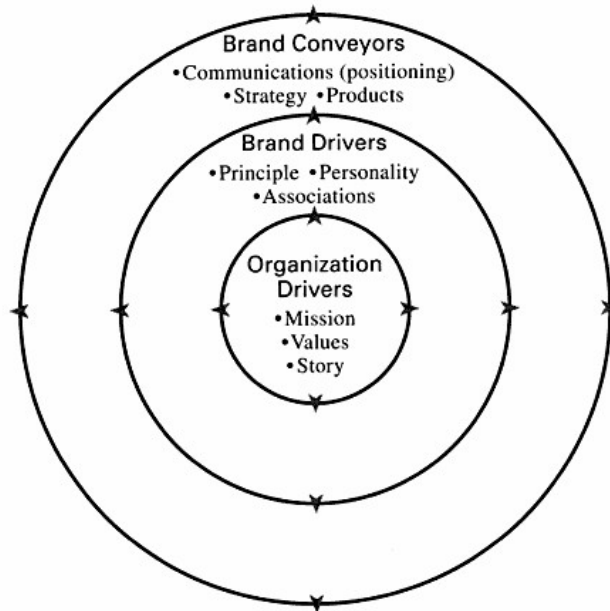 Brand Conveyors
•Communications (positioning)
•Strategy •Products
Brand Drivers
•Principle •Personality
•Associations
Organization
Drivers
•Mission
•Values
•Story